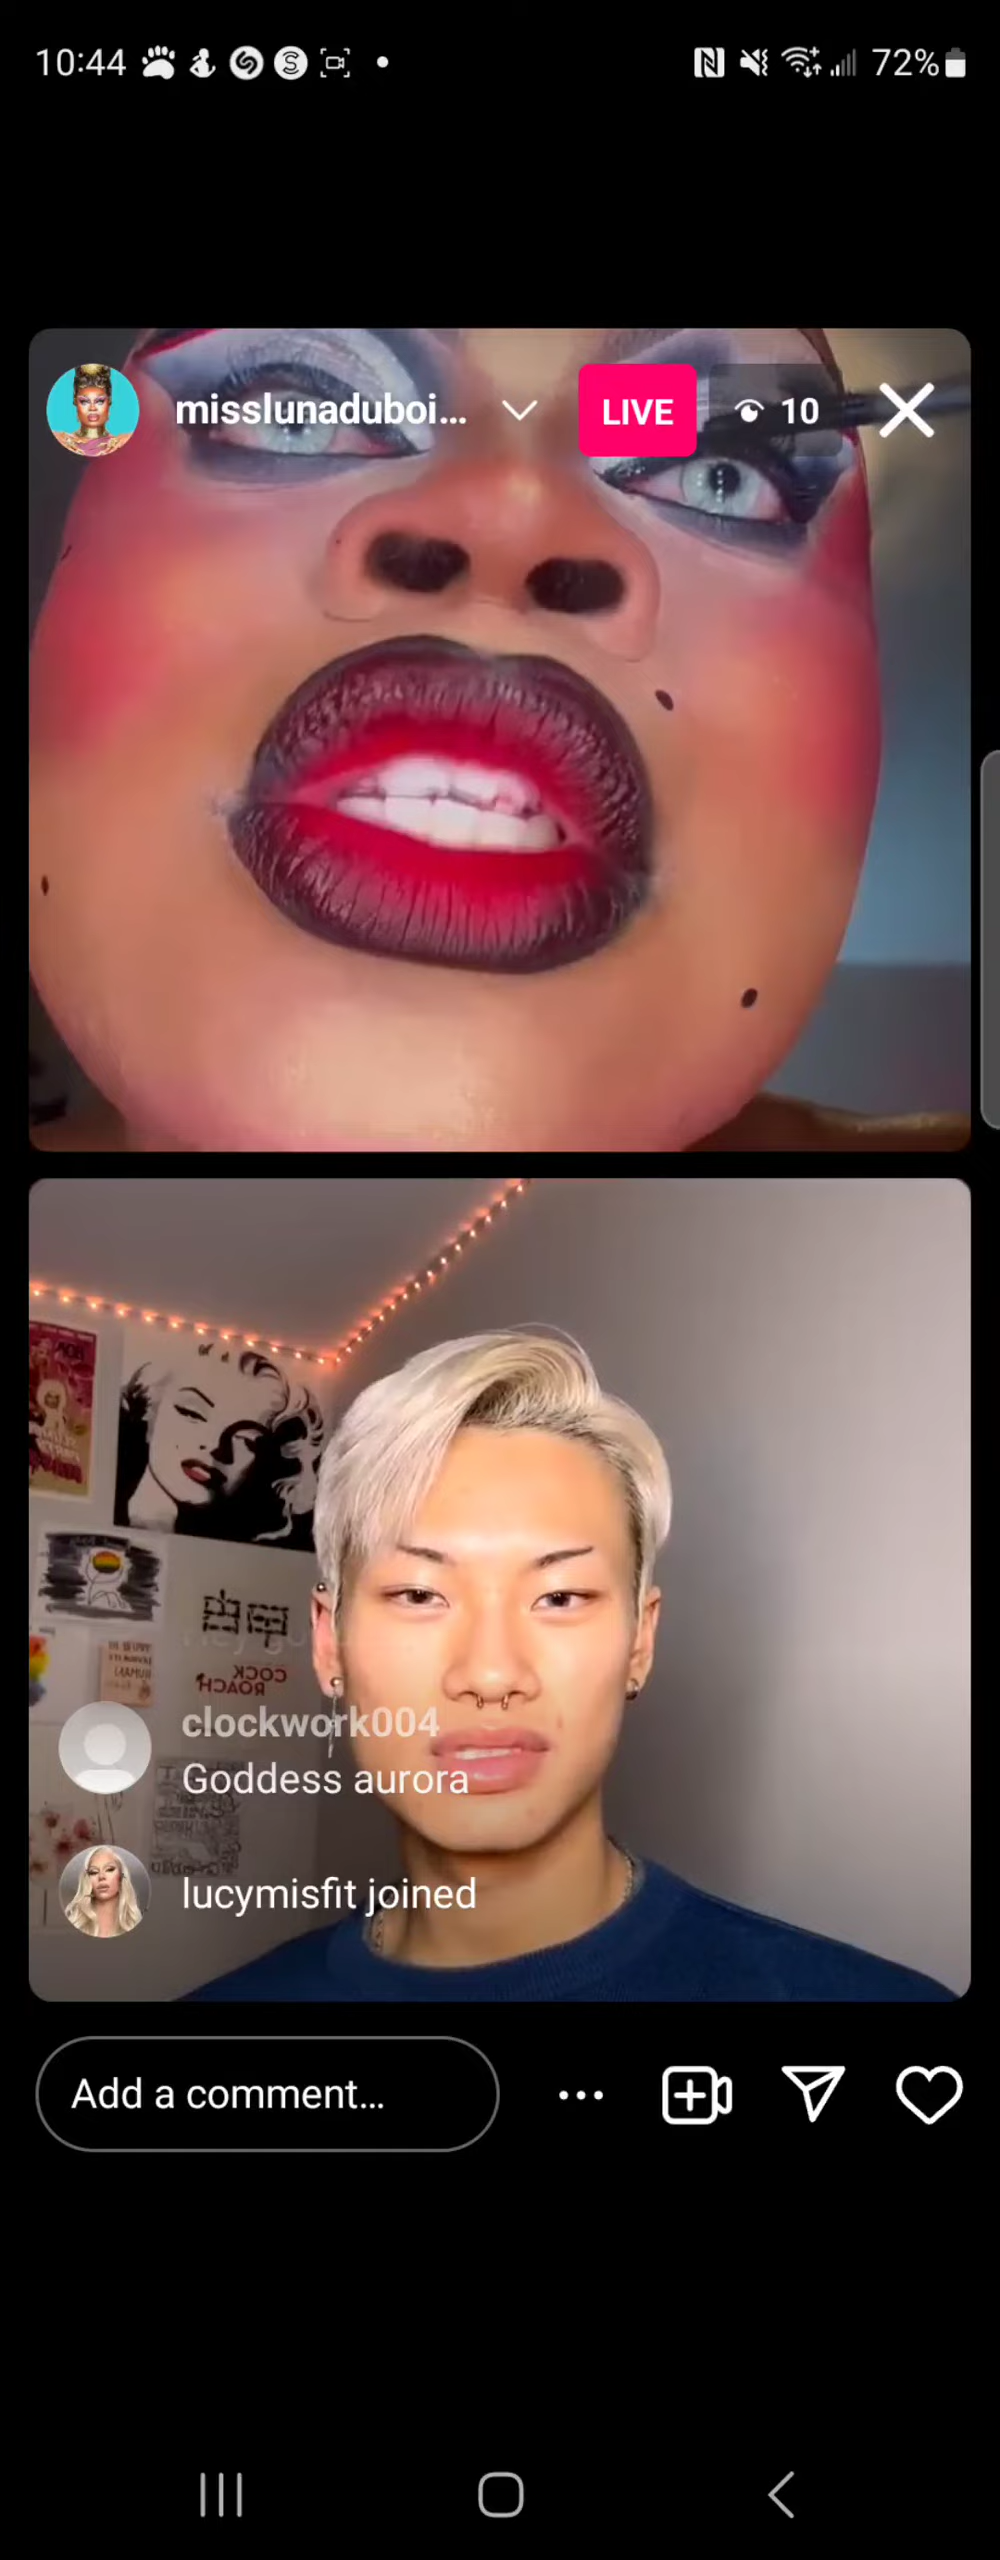 10:44
72%
misslunaduboi...
LIVE
10
COCK
ROACH
clockwork004
Goddess aurora
lucymisfit joined
Add a comment...